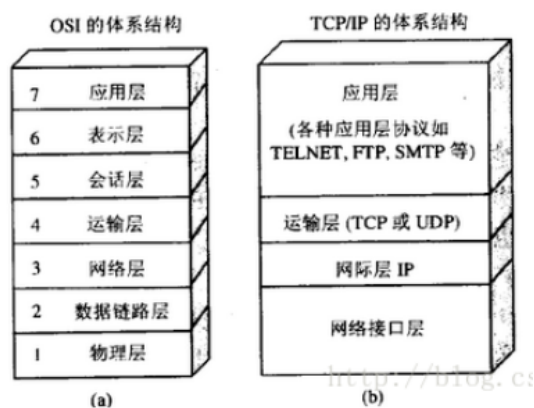 OSI 的体系结构
7 应用层
6 表示层
5 会话层
4 运输层
3 网络层
2 数据链路层
1 物理层
(a)
TCP/IP 的体系结构
应用层
(各种应用层协议如
TELNET, FTP, SMTP 等)
运输层 (TCP 或 UDP)
网际层 IP
网络接口层
(b)
http://blog.cs